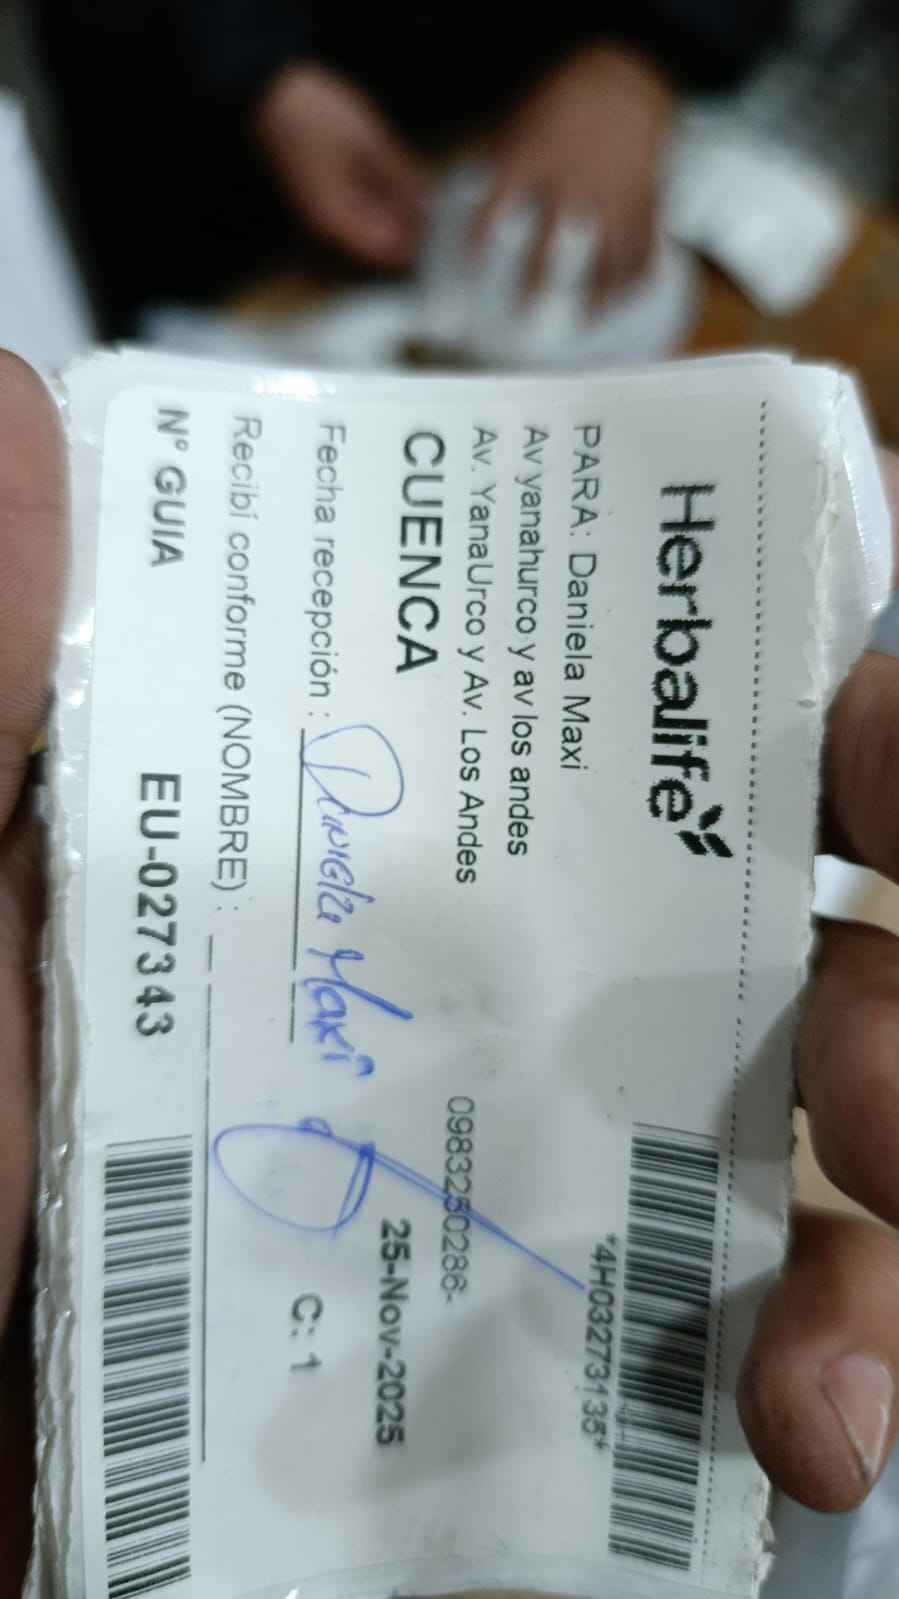 Herbalife
*4H03273135*
PARA: Daniela Maxi
Av yanahurco y av los andes
Av. YanaUrco y Av. Los Andes
0983250286-
CUENCA
25-Nov-2025
Fecha recepción : Daniela Maxi
C: 1
Recibí conforme (NOMBRE) :
N° GUIA EU-027343